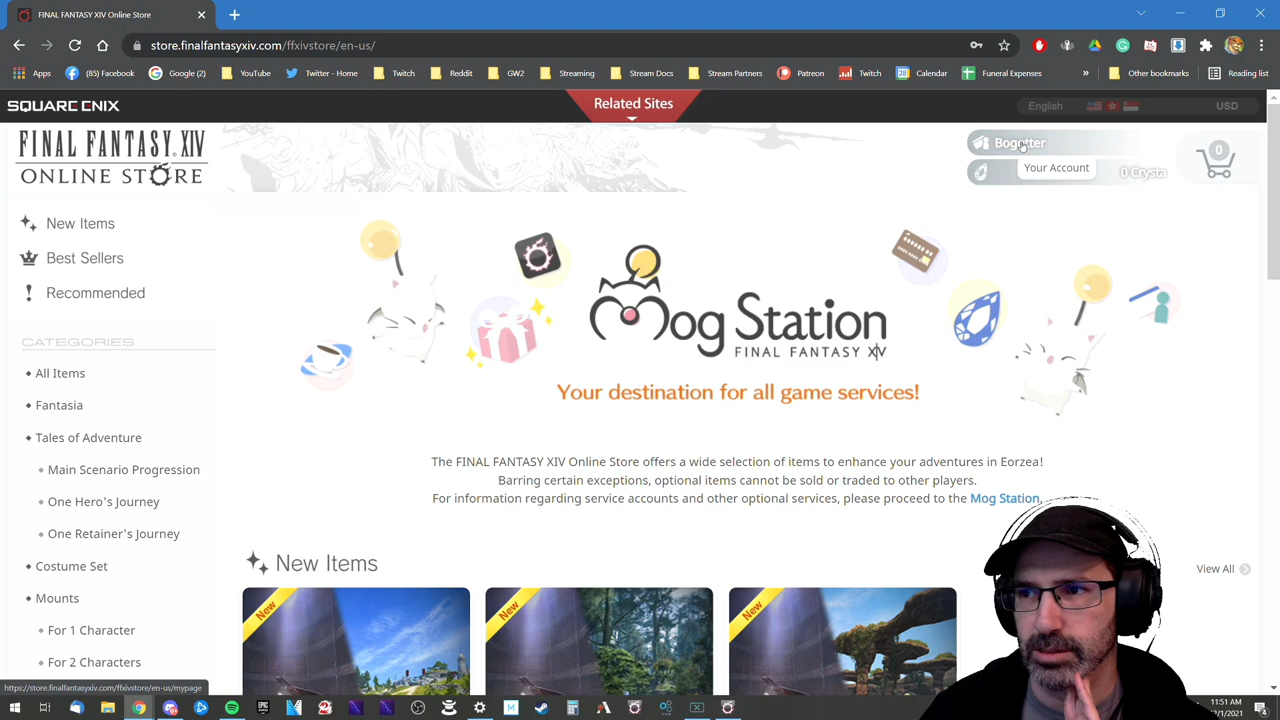 FINAL FANTASY XIV Online Store
store.finalfantasyxiv.com/ffxivstore/en-us/
Apps
(85) Facebook
Google (2)
YouTube
Twitter - Home
Twitch
Reddit
GW2
Streaming
Stream Docs
Stream Partners
Patreon
Twitch
Calendar
Funeral Expenses
»
Other bookmarks
Reading list
SQUARE ENIX
Related Sites
English
USD
FINAL FANTASY XIV
ONLINE STORE
Bogotter
Your Account
0 Crysta
0
New Items
Best Sellers
Recommended
CATEGORIES
All Items
Fantasia
Tales of Adventure
Main Scenario Progression
One Hero's Journey
One Retainer's Journey
Costume Set
Mounts
For 1 Character
For 2 Characters
Mog Station
FINAL FANTASY XIV
Your destination for all game services!
The FINAL FANTASY XIV Online Store offers a wide selection of items to enhance your adventures in Eorzea!
Barring certain exceptions, optional items cannot be sold or traded to other players.
For information regarding service accounts and other optional services, please proceed to the Mog Station.
New Items
View All
New
New
New
https://store.finalfantasyxiv.com/ffxivstore/en-us/mypage
11:51 AM
2/1/2021